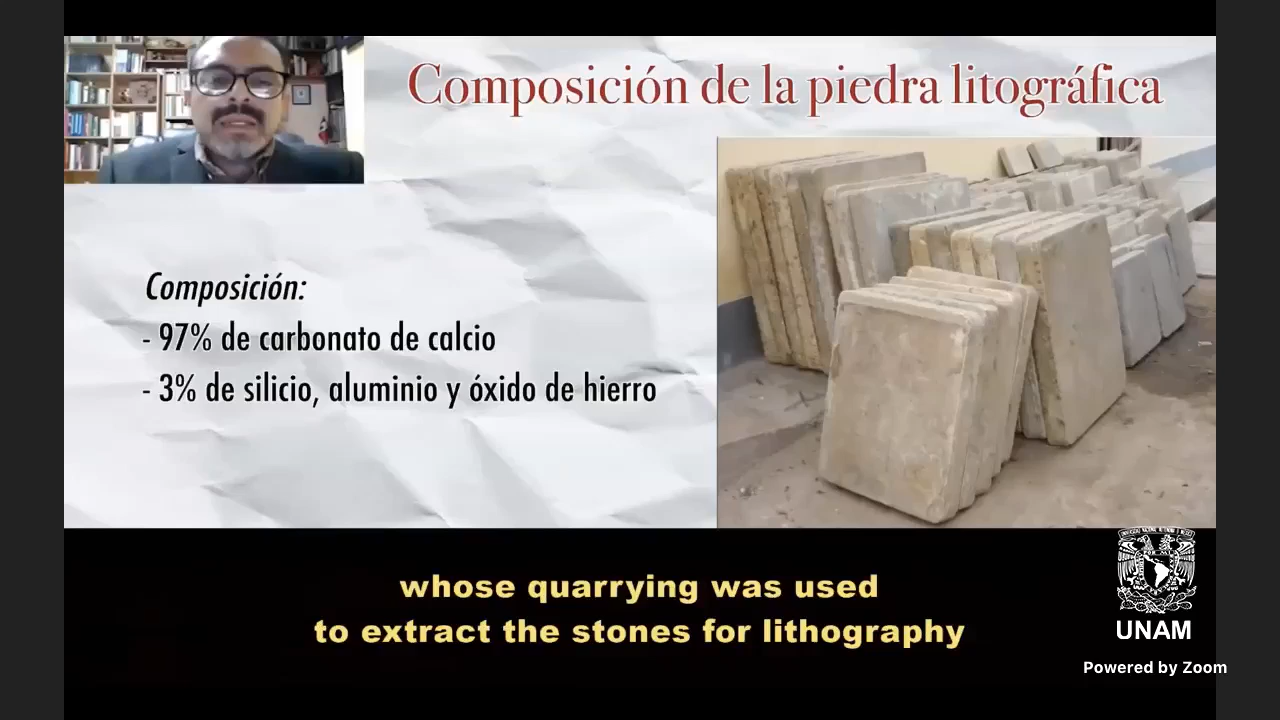 Composición de la piedra litográfica
Composición:
- 97% de carbonato de calcio
- 3% de silicio, aluminio y óxido de hierro
whose quarrying was used
to extract the stones for lithography
UNAM
Powered by Zoom